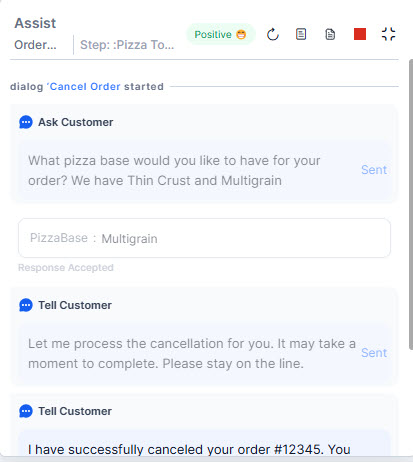 Assist
Order... Step: :Pizza To... Positive
dialog 'Cancel Order started
Ask Customer
What pizza base would you like to have for your
order? We have Thin Crust and Multigrain
Sent
PizzaBase : Multigrain
Response Accepted
Tell Customer
Let me process the cancellation for you. It may take a
moment to complete. Please stay on the line.
Sent
Tell Customer
I have successfully canceled your order #12345. You